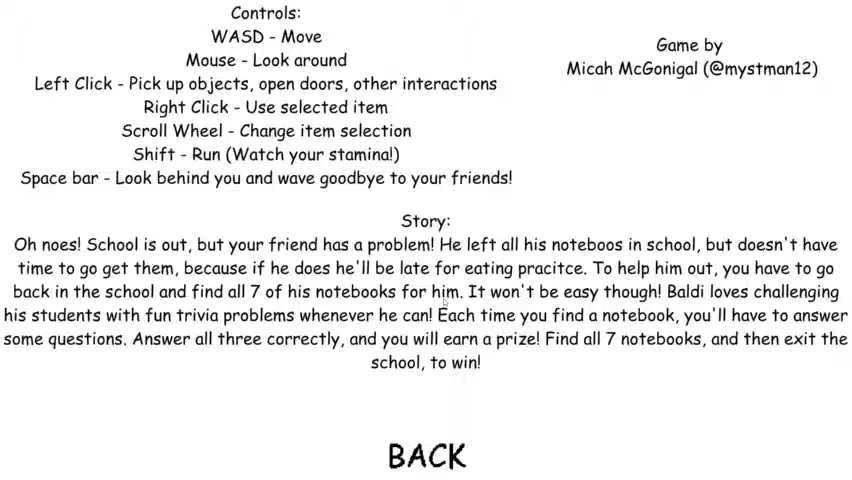 Controls:
WASD - Move
Mouse - Look around
Left Click - Pick up objects, open doors, other interactions
Right Click - Use selected item
Scroll Wheel - Change item selection
Shift - Run (Watch your stamina!)
Space bar - Look behind you and wave goodbye to your friends!
Game by
Micah McGonigal (@mystman12)
Story:
Oh noes! School is out, but your friend has a problem! He left all his noteboos in school, but doesn't have
time to go get them, because if he does he'll be late for eating pracitce. To help him out, you have to go
back in the school and find all 7 of his notebooks for him. It won't be easy though! Baldi loves challenging
his students with fun trivia problems whenever he can! Each time you find a notebook, you'll have to answer
some questions. Answer all three correctly, and you will earn a prize! Find all 7 notebooks, and then exit the
school, to win!
BACK